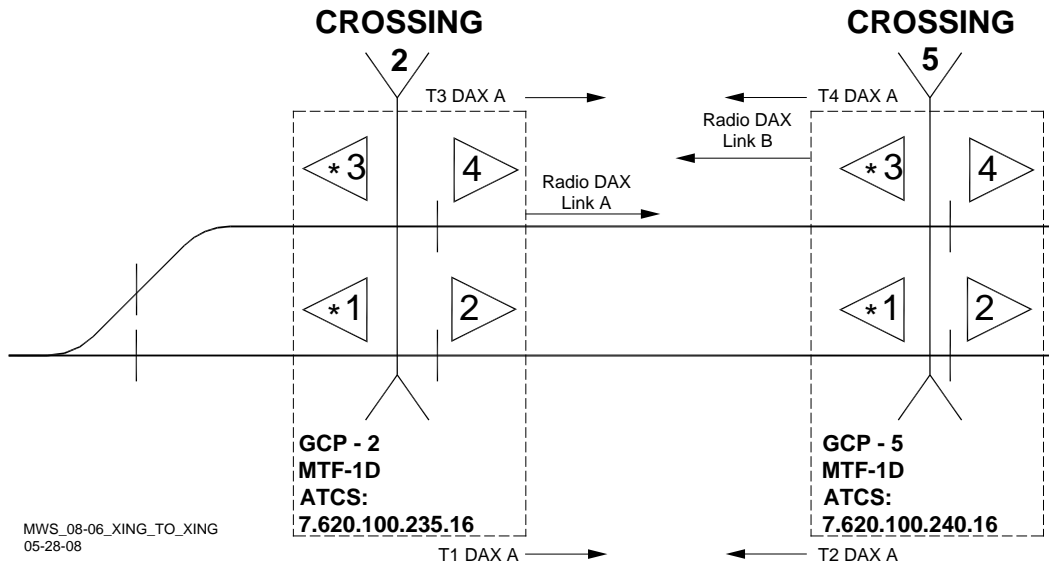 CROSSING
2
CROSSING
5
T3 DAX A
T4 DAX A
Radio DAX
Link B
Radio DAX
Link A
*3
4
*3
4
*1
2
*1
2
GCP - 2
MTF-1D
ATCS:
7.620.100.235.16
GCP - 5
MTF-1D
ATCS:
7.620.100.240.16
MWS_08-06_XING_TO_XING
05-28-08
T1 DAX A
T2 DAX A